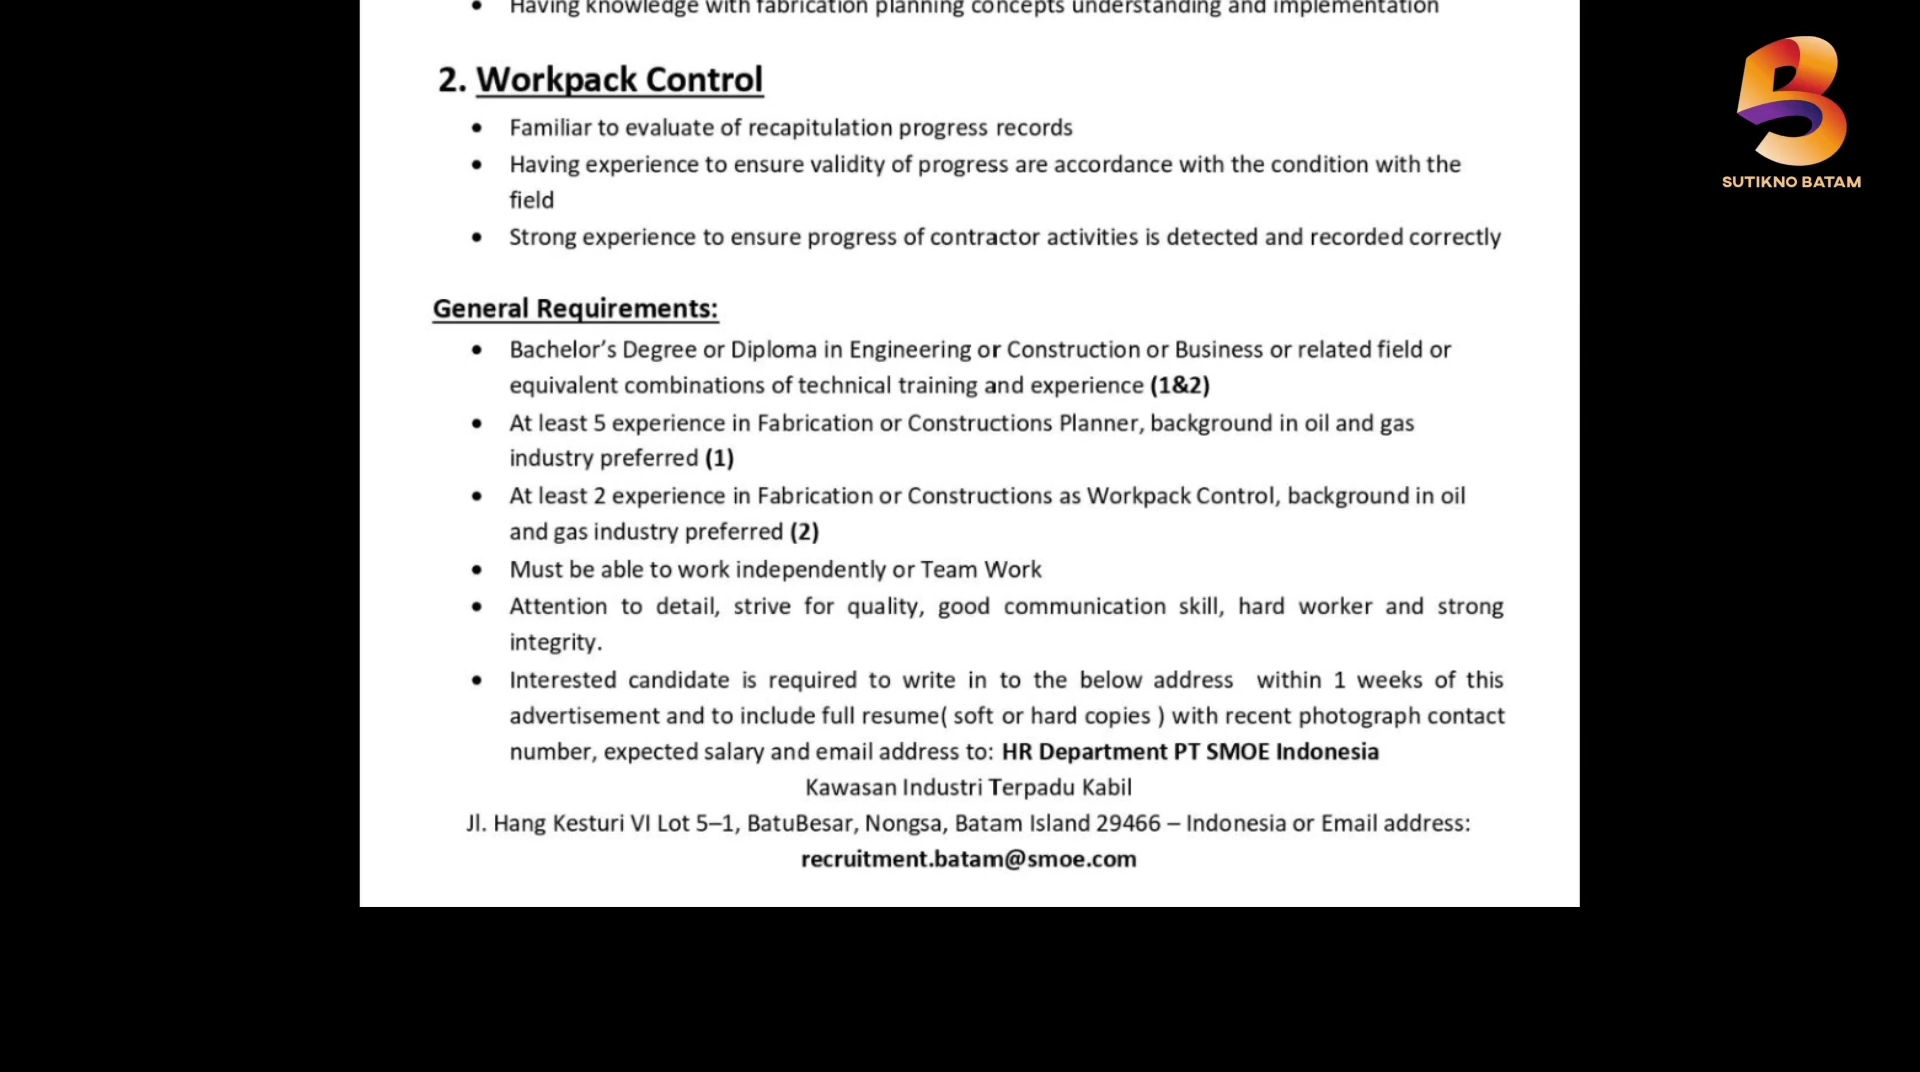 Having knowledge with fabrication planning concepts understanding and implementation
2. Workpack Control
SUTIKNO BATAM
• Familiar to evaluate of recapitulation progress records
• Having experience to ensure validity of progress are accordance with the condition with the
field
• Strong experience to ensure progress of contractor activities is detected and recorded correctly
General Requirements:
• Bachelor’s Degree or Diploma in Engineering or Construction or Business or related field or
equivalent combinations of technical training and experience (1&2)
• At least 5 experience in Fabrication or Constructions Planner, background in oil and gas
industry preferred (1)
• At least 2 experience in Fabrication or Constructions as Workpack Control, background in oil
and gas industry preferred (2)
• Must be able to work independently or Team Work
• Attention to detail, strive for quality, good communication skill, hard worker and strong
integrity.
• Interested candidate is required to write in to the below address within 1 weeks of this
advertisement and to include full resume( soft or hard copies ) with recent photograph contact
number, expected salary and email address to: HR Department PT SMOE Indonesia
Kawasan Industri Terpadu Kabil
Jl. Hang Kesturi VI Lot 5–1, BatuBesar, Nongsa, Batam Island 29466 – Indonesia or Email address:
recruitment.batam@smoe.com